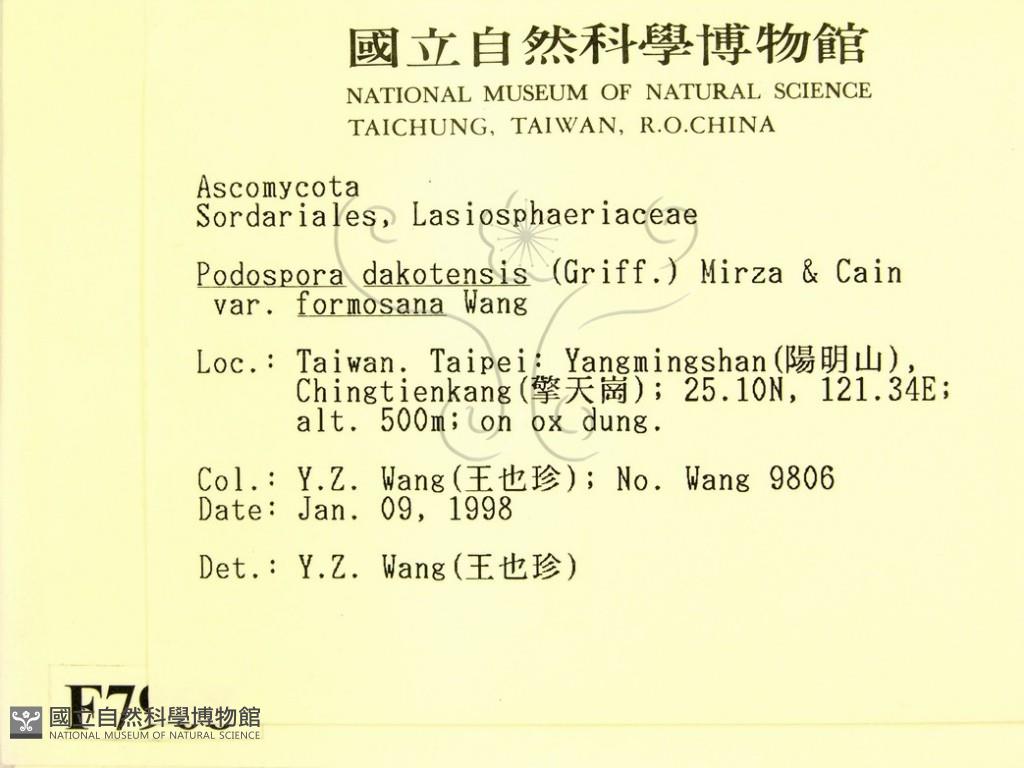 國立自然科學博物館
NATIONAL MUSEUM OF NATURAL SCIENCE
TAICHUNG, TAIWAN, R.O.CHINA
Ascomycota
Sordariales, Lasiosphaeriaceae
Podospora dakotensis (Griff.) Mirza & Cain
var. formosana Wang
Loc.: Taiwan. Taipei: Yangmingshan(陽明山),
Chingtienkang(擎天崗); 25.10N, 121.34E;
alt. 500m; on ox dung.
Col.: Y.Z. Wang(王也珍); No. Wang 9806
Date: Jan. 09, 1998
Det.: Y.Z. Wang(王也珍)
國立自然科學博物館
NATIONAL MUSEUM OF NATURAL SCIENCE